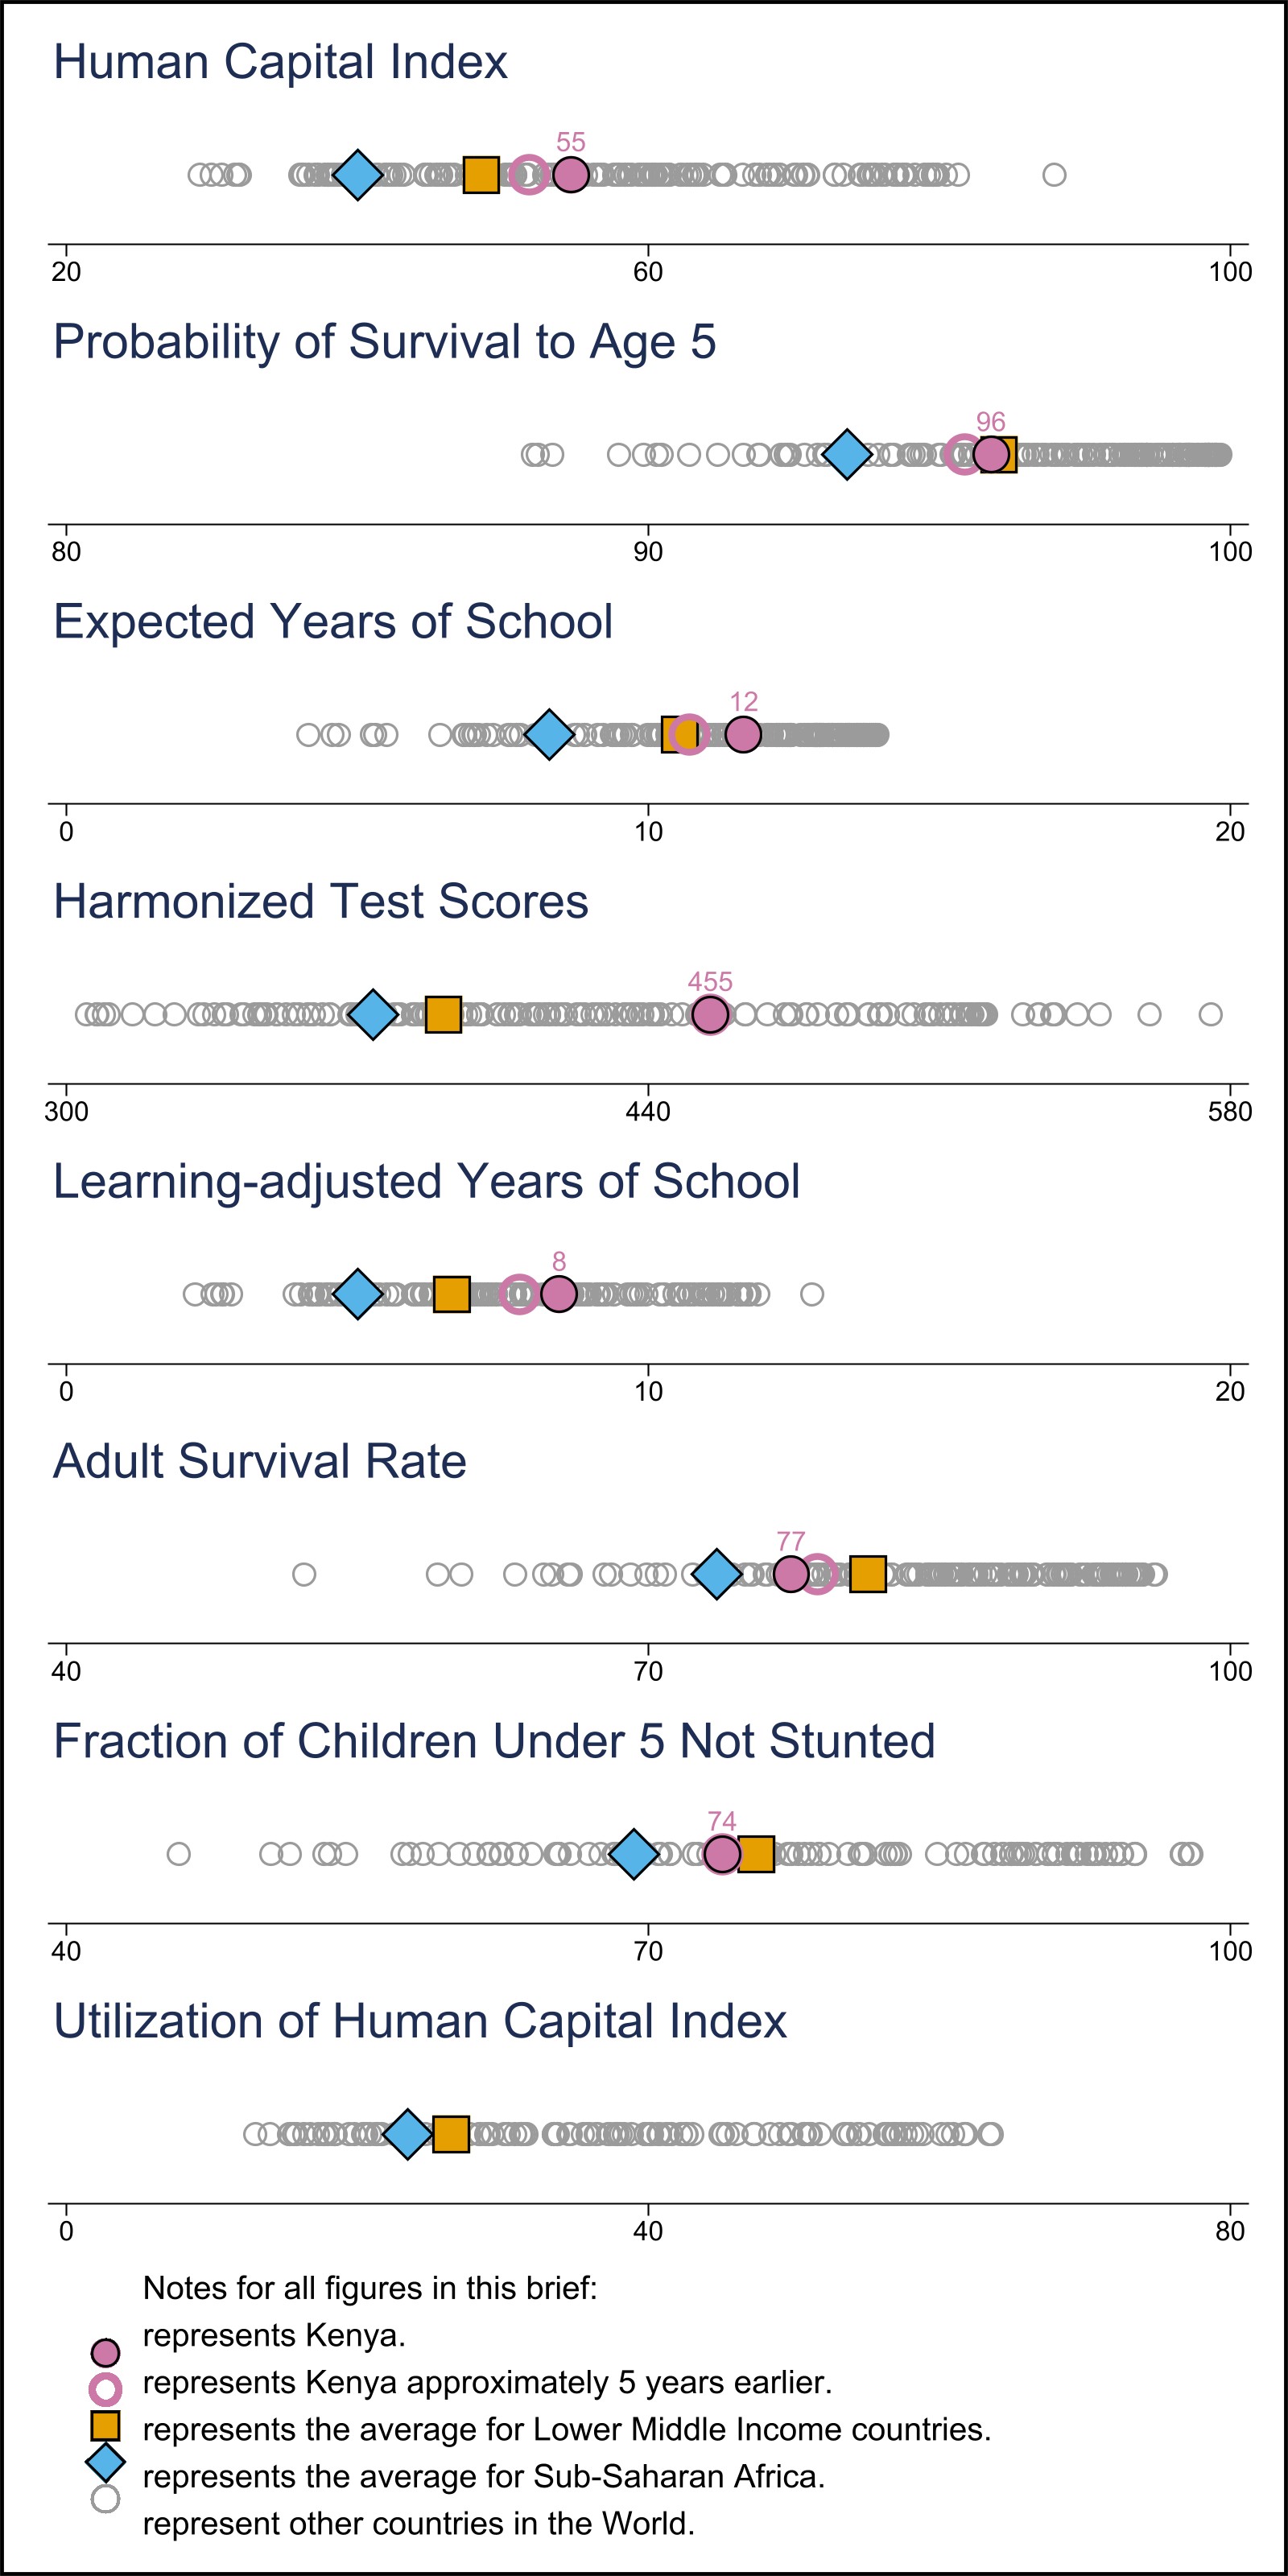 Human Capital Index
55
20 60 100
Probability of Survival to Age 5
96
80 90 100
Expected Years of School
12
0 10 20
Harmonized Test Scores
455
300 440 580
Learning-adjusted Years of School
8
0 10 20
Adult Survival Rate
77
40 70 100
Fraction of Children Under 5 Not Stunted
74
40 70 100
Utilization of Human Capital Index
0 40 80
Notes for all figures in this brief:
represents Kenya.
represents Kenya approximately 5 years earlier.
represents the average for Lower Middle Income countries.
represents the average for Sub-Saharan Africa.
represent other countries in the World.